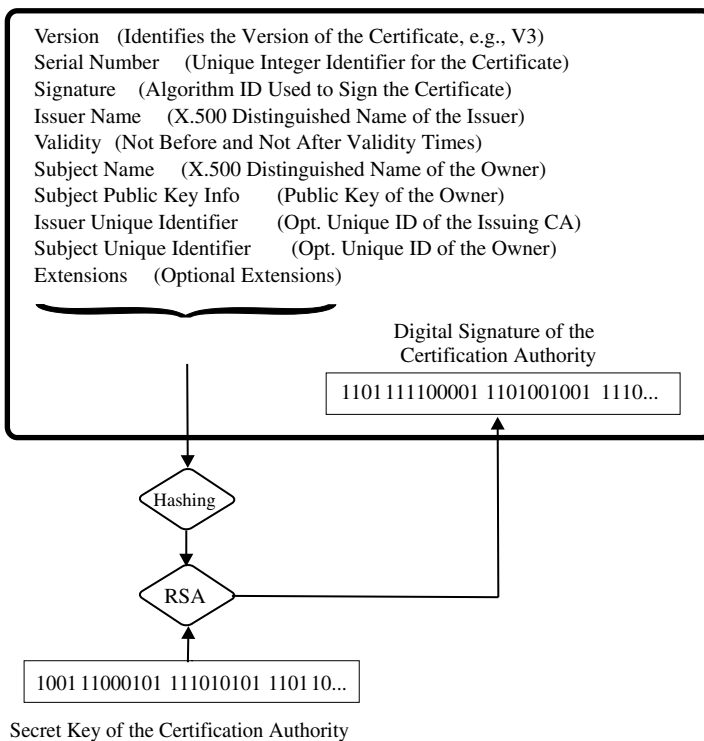 Version (Identifies the Version of the Certificate, e.g., V3)
Serial Number (Unique Integer Identifier for the Certificate)
Signature (Algorithm ID Used to Sign the Certificate)
Issuer Name (X.500 Distinguished Name of the Issuer)
Validity (Not Before and Not After Validity Times)
Subject Name (X.500 Distinguished Name of the Owner)
Subject Public Key Info (Public Key of the Owner)
Issuer Unique Identifier (Opt. Unique ID of the Issuing CA)
Subject Unique Identifier (Opt. Unique ID of the Owner)
Extensions (Optional Extensions)
Digital Signature of the
Certification Authority
1101 111100001 1101001001 1110...
Hashing
RSA
1001 11000101 111010101 110110...
Secret Key of the Certification Authority